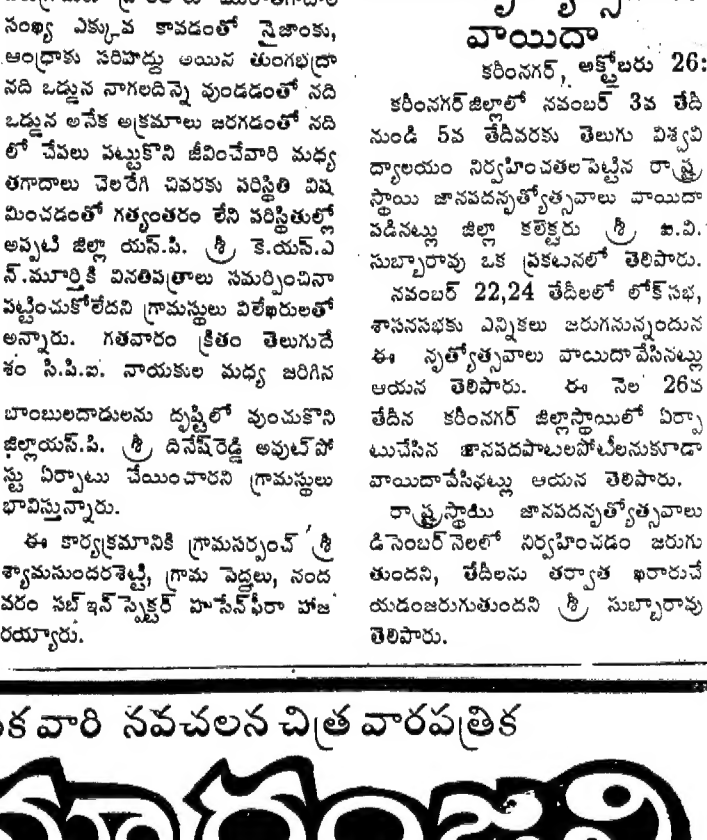 సంఖ్య ఎక్కువ కావడంతో నైజాంకు,
ఆంధ్రాకు సరిహద్దు అయిన తుంగభద్రా
నది ఒడ్డున నాగలదిన్నె వుండడంతో నది
ఒడ్డున అనేక అక్రమాలు జరగడంతో నది
లో చేపలు పట్టుకొని జీవించేవారి మధ్య
తగాదాలు చెలరేగి చివరకు పరిస్థితి విష
మించడంతో గత్యంతరం లేని పరిస్థితుల్లో
అప్పటి జిల్లా యస్.పి. శ్రీ కె.యన్.ఎ
న్.మూర్తికి వినతిపత్రాలు సమర్పించినా
పట్టించుకోలేదని గ్రామస్థులు విలేఖరులతో
అన్నారు. గతవారం క్రితం తెలుగుదే
శం సి.పి.ఐ. నాయకుల మధ్య జరిగిన
బాంబులదాడులను దృష్టిలో వుంచుకొని
జిల్లాయస్.పి. శ్రీ దినేష్‌రెడ్డి అవుట్ పో
స్టు ఏర్పాటు చేయించారని గ్రామస్థులు
భావిస్తున్నారు.
ఈ కార్యక్రమానికి గ్రామసర్పంచ్ శ్రీ
శ్యామసుందరశెట్టి, గ్రామ పెద్దలు, నంద
వరం సబ్ ఇన్ స్పెక్టర్ హుసేన్‌పీరా హాజ
రయ్యారు.
వాయిదా
కరీంనగర్, అక్టోబరు 26:
కరీంనగర్ జిల్లాలో నవంబర్ 3వ తేదీ
నుండి 5వ తేదీవరకు తెలుగు విశ్వవి
ద్యాలయం నిర్వహించతలపెట్టిన రాష్ట్ర
స్థాయి జానపదనృత్యోత్సవాలు వాయిదా
పడినట్లు జిల్లా కలెక్టరు శ్రీ ఐ.వి.
సుబ్బారావు ఒక ప్రకటనలో తెలిపారు.
నవంబర్ 22,24 తేదీలలో లోక్‌సభ,
శాసనసభకు ఎన్నికలు జరుగనున్నందున
ఈ నృత్యోత్సవాలు వాయిదావేసినట్లు
ఆయన తెలిపారు. ఈ నెల 26వ
తేదీన కరీంనగర్ జిల్లాస్థాయిలో ఏర్పా
టుచేసిన జానపదపాటలపోటీలనుకూడా
వాయిదావేసినట్లు ఆయన తెలిపారు.
రాష్ట్రస్థాయి జానపదనృత్యోత్సవాలు
డిసెంబర్ నెలలో నిర్వహించడం జరుగు
తుందని, తేదీలను తర్వాత ఖరారుచే
యడంజరుగుతుందని శ్రీ సుబ్బారావు
తెలిపారు.
వారి నవచలన చిత్ర వారపత్రిక